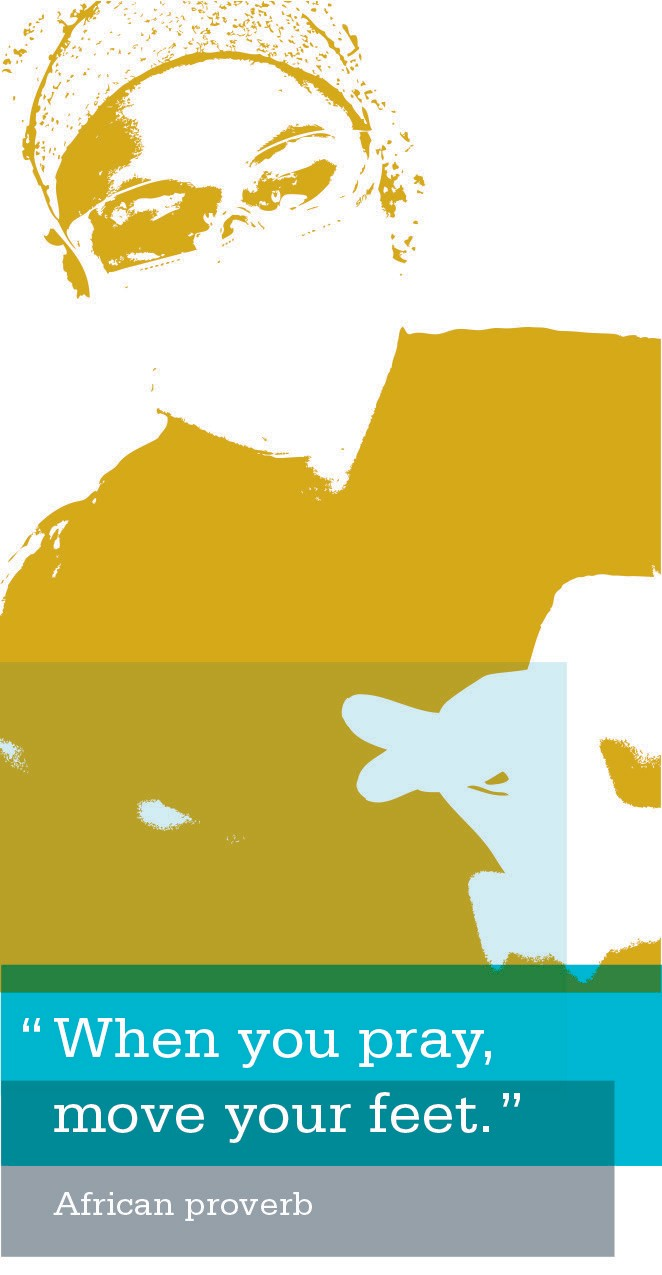 “When you pray,
move your feet.”
African proverb